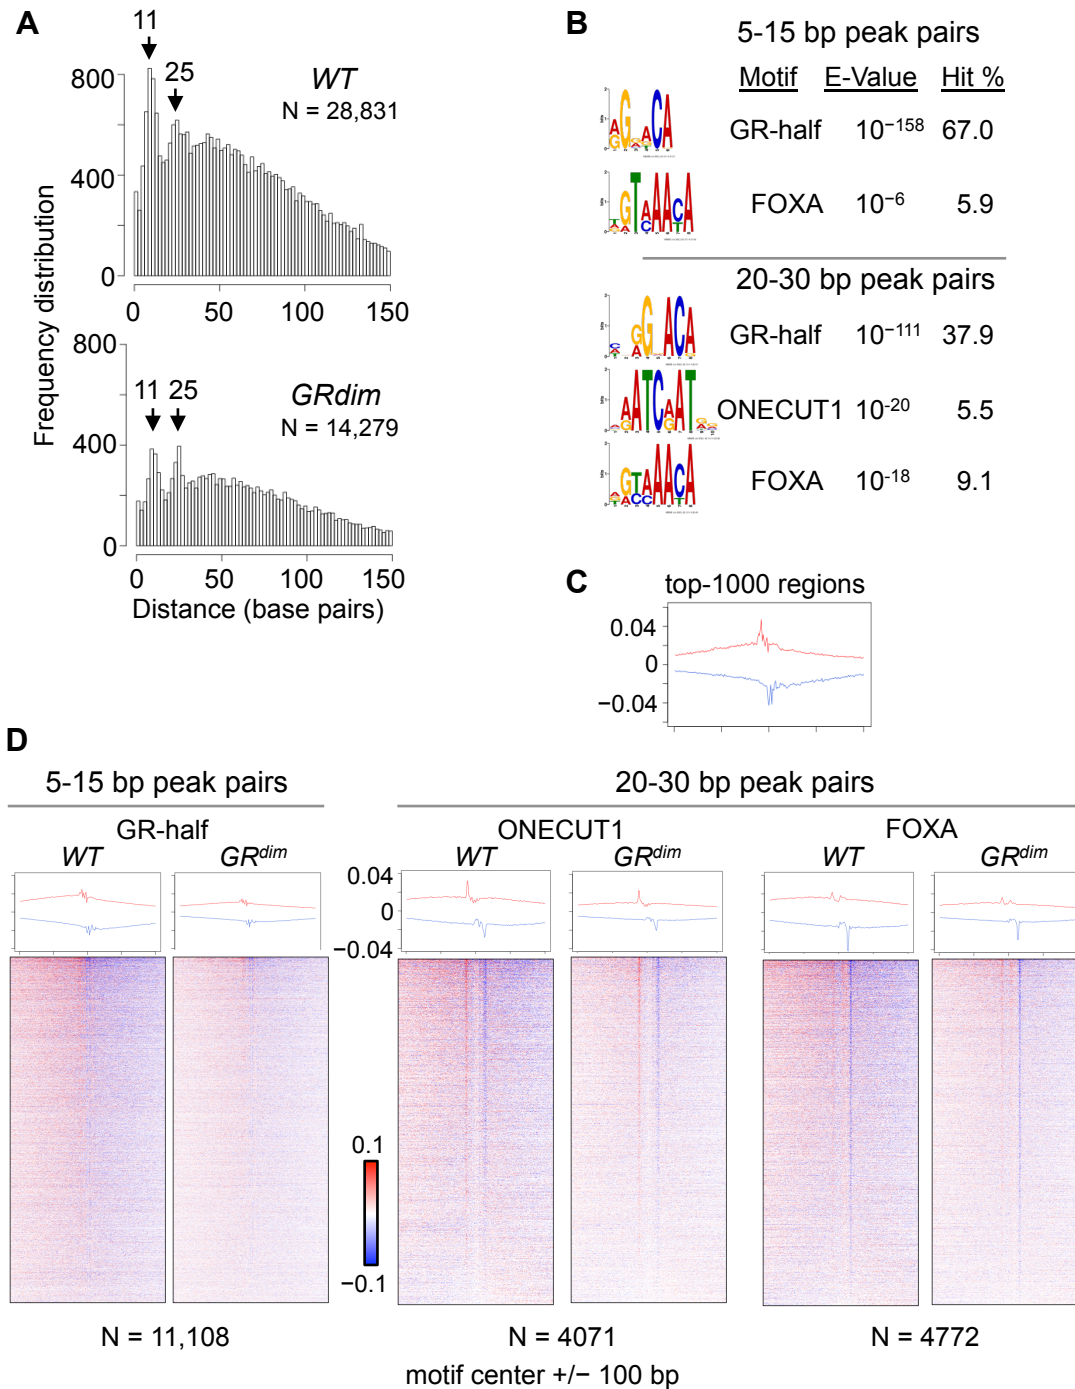 A
11
25
WT
N = 28,831
800
400
0
0
50
100
150
Frequency distribution
800
11
25
GRdim
N = 14,279
400
0
0
50
100
150
Distance (base pairs)
B
5-15 bp peak pairs
Motif E-Value Hit %
GR-half 10⁻¹⁵⁸ 67.0
FOXA 10⁻⁶ 5.9
20-30 bp peak pairs
GR-half 10⁻¹¹¹ 37.9
ONECUT1 10⁻²⁰ 5.5
FOXA 10⁻¹⁸ 9.1
C
top-1000 regions
0.04
0
−0.04
D
5-15 bp peak pairs
20-30 bp peak pairs
GR-half
ONECUT1
FOXA
WT GRᵈⁱᵐ
WT GRᵈⁱᵐ
WT GRᵈⁱᵐ
0.04
0
−0.04
0.1
−0.1
N = 11,108
N = 4071
N = 4772
motif center +/− 100 bp